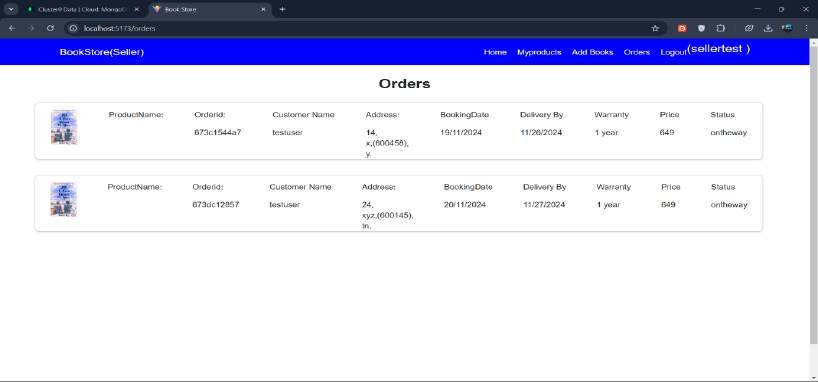 Cluster0 Data | Cloud: MongoD
Book Store
localhost:5173/orders
BookStore(Seller)
Home Myproducts Add Books Orders Logout(sellertest )
Orders
ProductName: Orderid: Customer Name Address: BookingDate Delivery By Warranty Price Status
673c1544a7 testuser 14, 19/11/2024 11/26/2024 1 year 649 ontheway
x,(600458),
y.
ProductName: Orderid: Customer Name Address: BookingDate Delivery By Warranty Price Status
673dc12857 testuser 24, 20/11/2024 11/27/2024 1 year 649 ontheway
xyz,(600145),
tn.